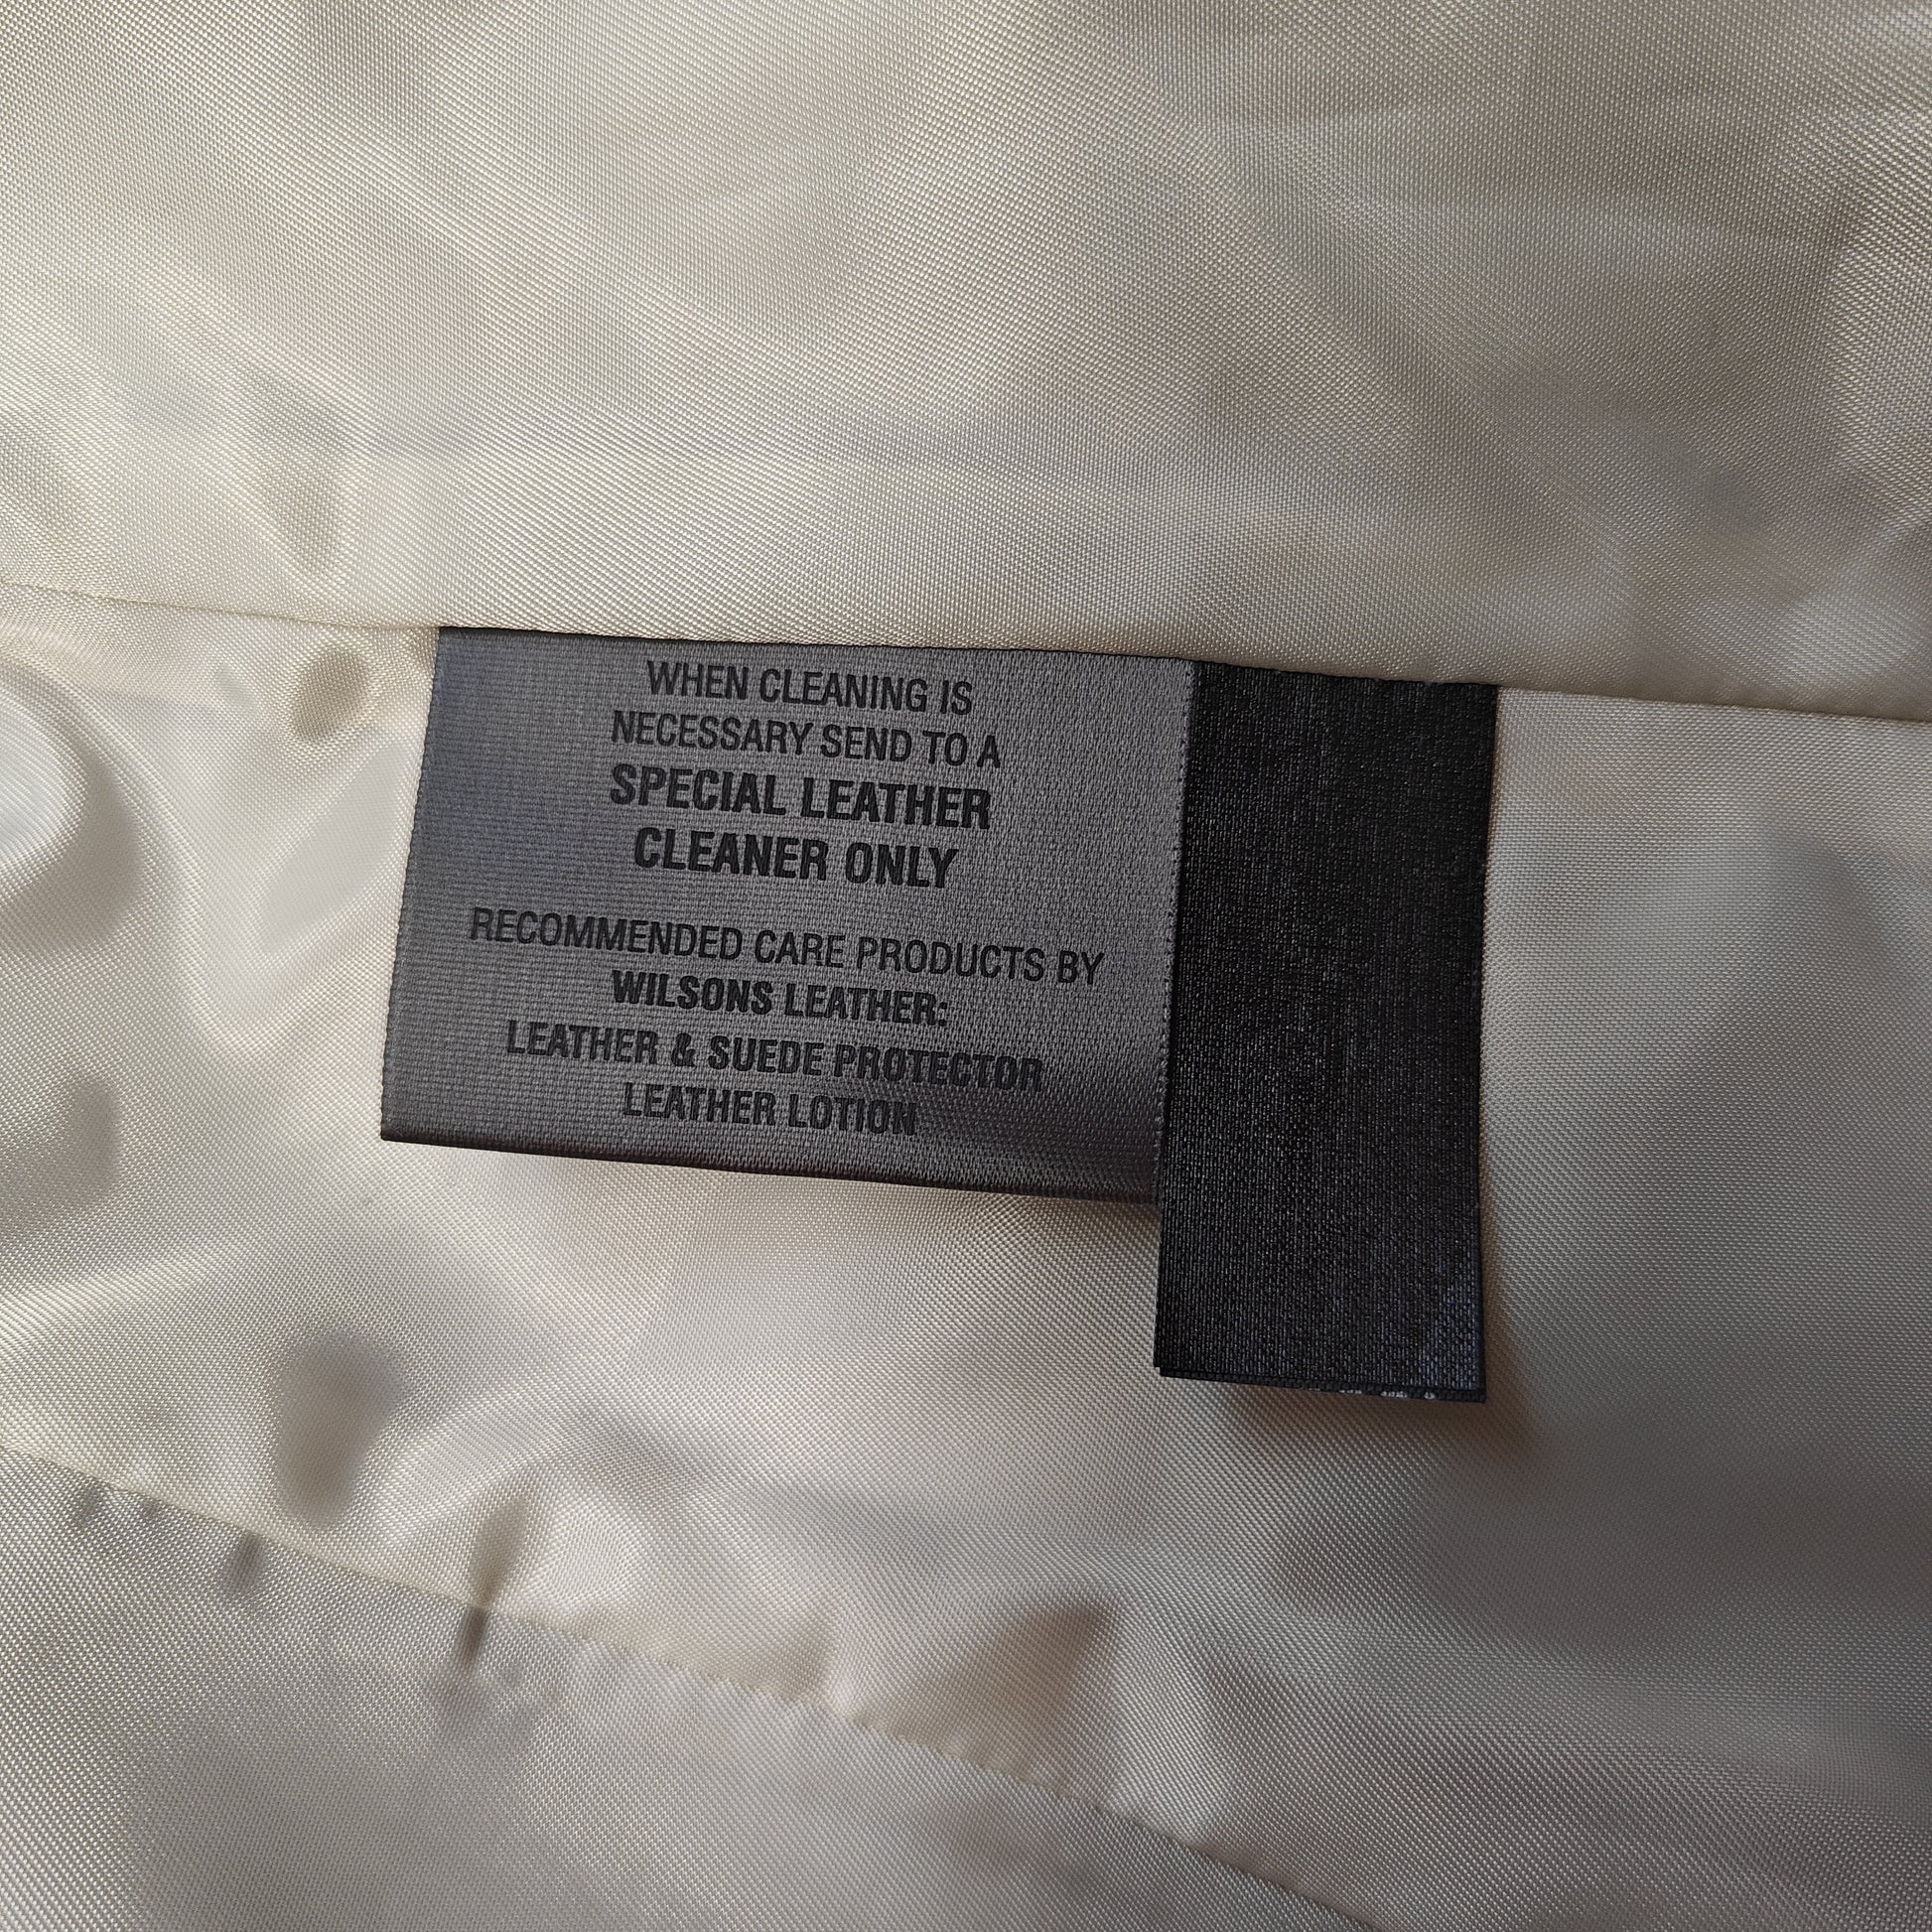 WHEN CLEANING IS
NECESSARY SEND TO A
SPECIAL LEATHER
CLEANER ONLY
RECOMMENDED CARE PRODUCTS BY
WILSONS LEATHER:
LEATHER & SUEDE PROTECTOR
LEATHER LOTION